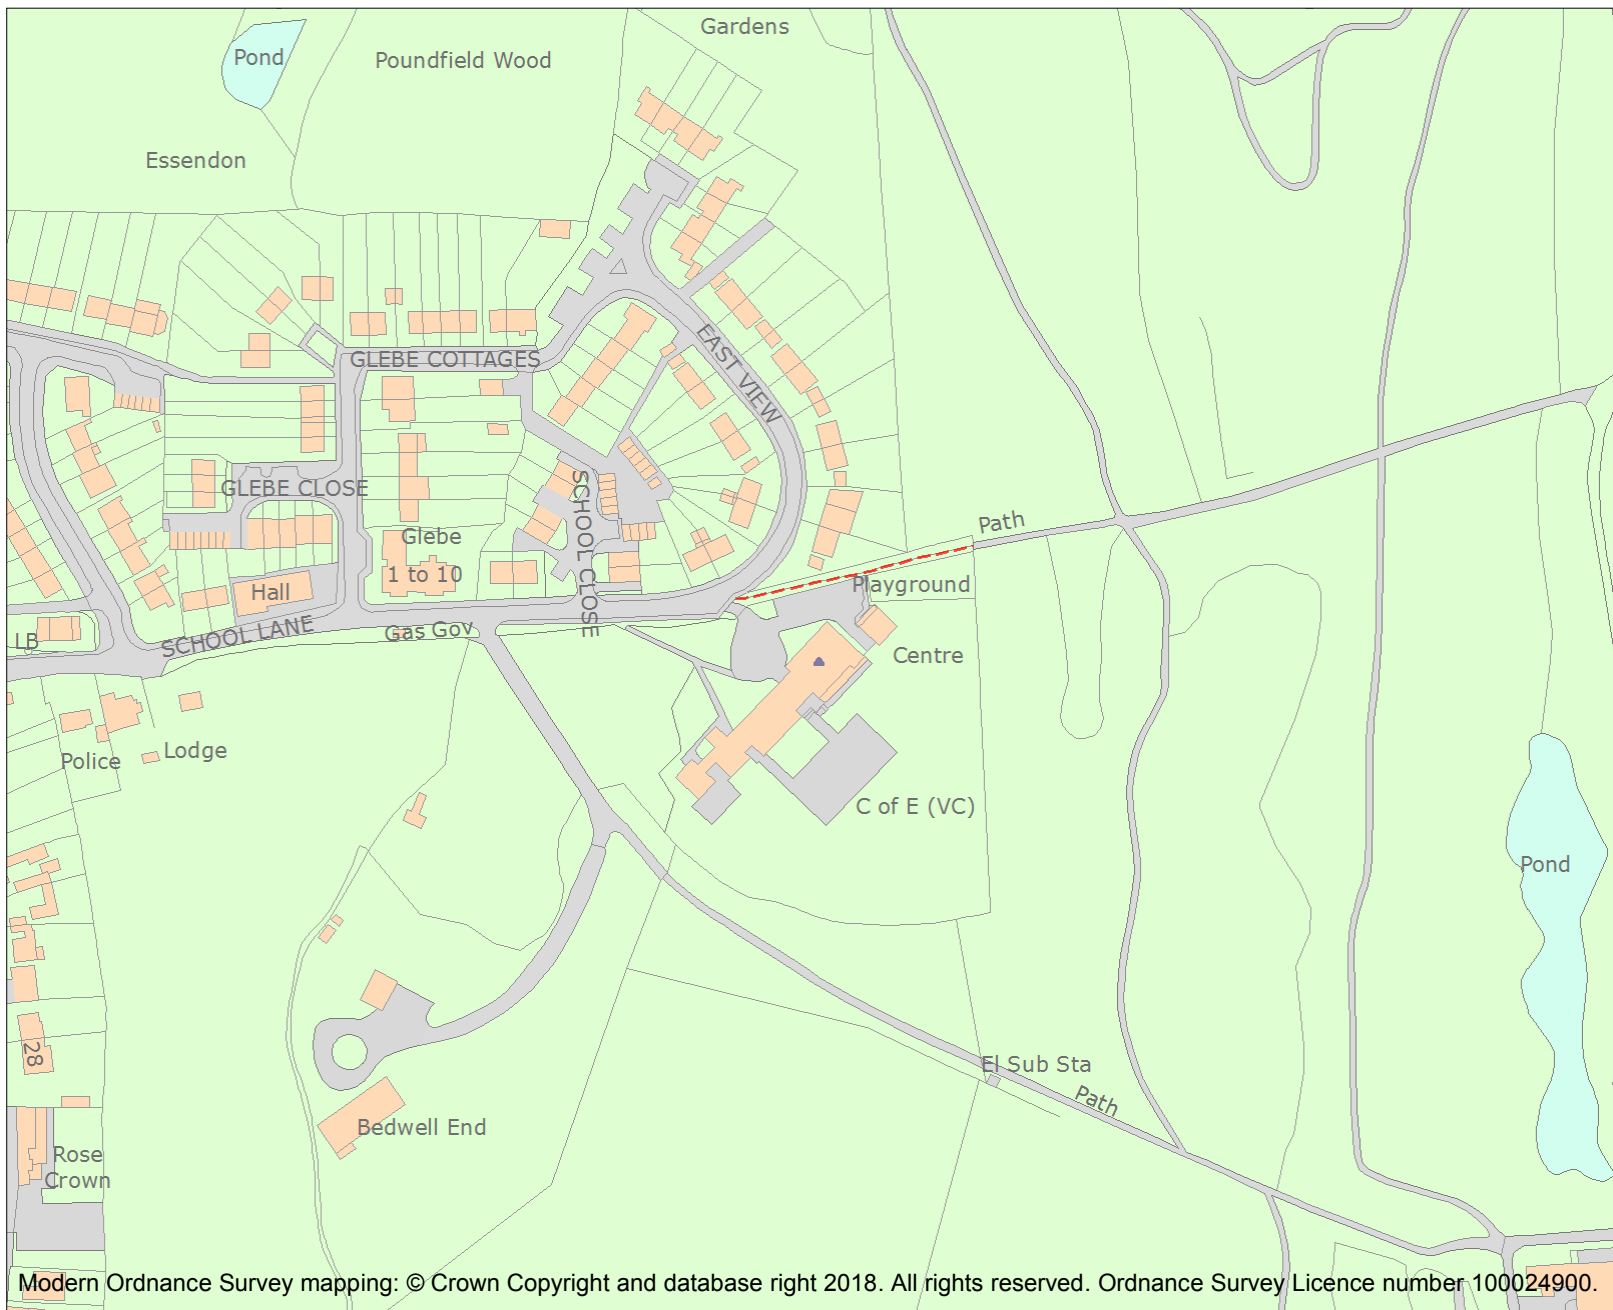 Gardens
Pond
Poundfield Wood
Essendon
EAST VIEW
GLEBE COTTAGES
GLEBE CLOSE
SCHOOL CLOSE
Path
Glebe
1 to 10
Playground
Hall
Gas Gov
SCHOOL LANE
LB
Centre
Lodge
Police
C of E (VC)
Pond
28
El Sub Sta
Path
Bedwell End
Rose
Crown
Modern Ordnance Survey mapping: © Crown Copyright and database right 2018. All rights reserved. Ordnance Survey Licence number 100024900.